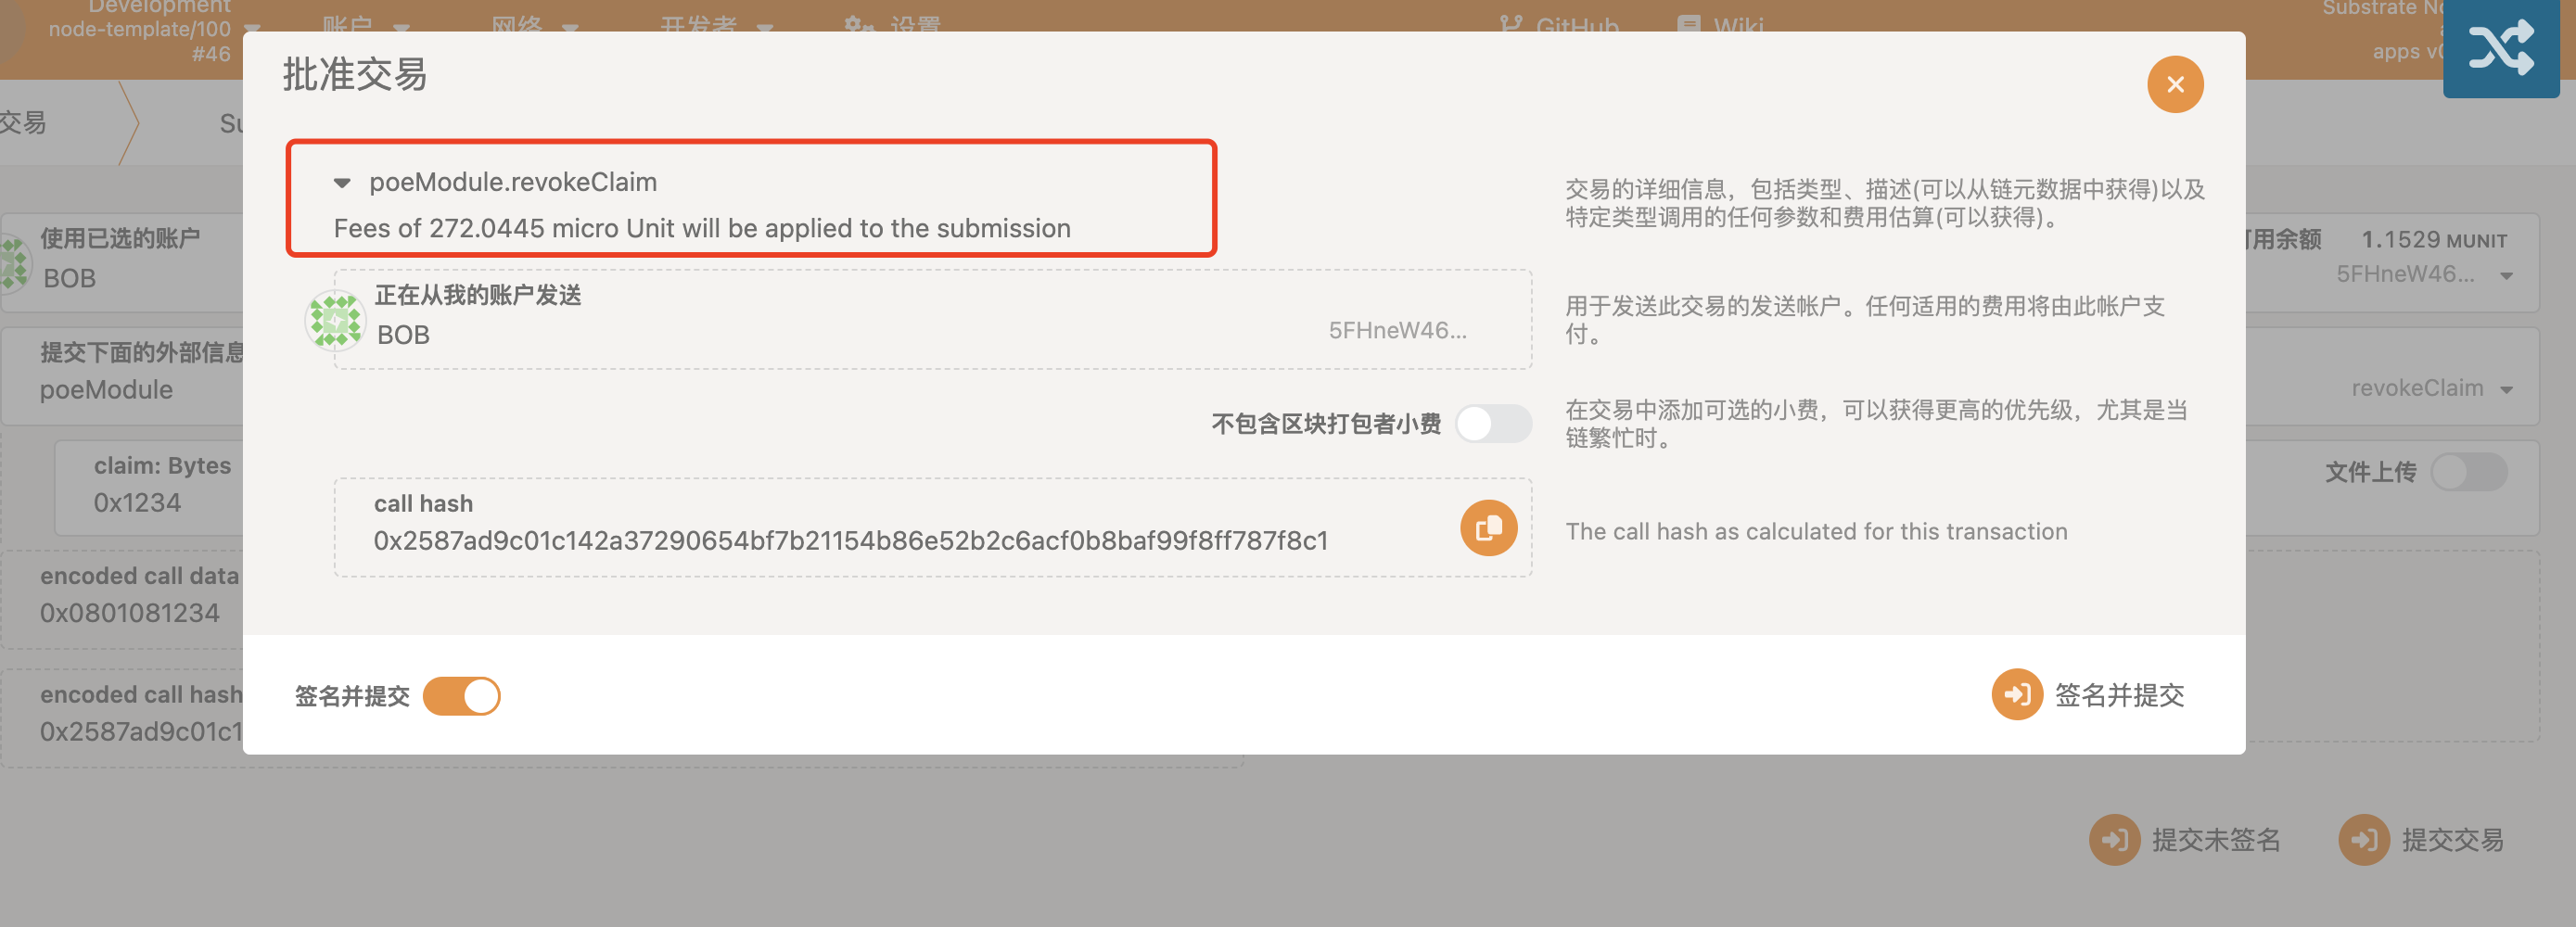 Development
node-template/100
#46
账户
网络
开发者
设置
GitHub
Wiki
apps
交易
批准交易
poeModule.revokeClaim
Fees of 272.0445 micro Unit will be applied to the submission
交易的详细信息，包括类型、描述(可以从链元数据中获得)以及
特定类型调用的任何参数和费用估算(可以获得)。
使用已选的账户
BOB
可用余额 1.1529 MUNIT
5FHneW46...
正在从我的账户发送
BOB
5FHneW46...
用于发送此交易的发送帐户。任何适用的费用将由此帐户支
付。
提交下面的外部信息
poeModule
revokeClaim
不包含区块打包者小费
在交易中添加可选的小费，可以获得更高的优先级，尤其是当
链繁忙时。
claim: Bytes
0x1234
文件上传
call hash
0x2587ad9c01c142a37290654bf7b21154b86e52b2c6acf0b8baf99f8ff787f8c1
The call hash as calculated for this transaction
encoded call data
0x0801081234
encoded call hash
0x2587ad9c01c1
签名并提交
签名并提交
提交未签名
提交交易